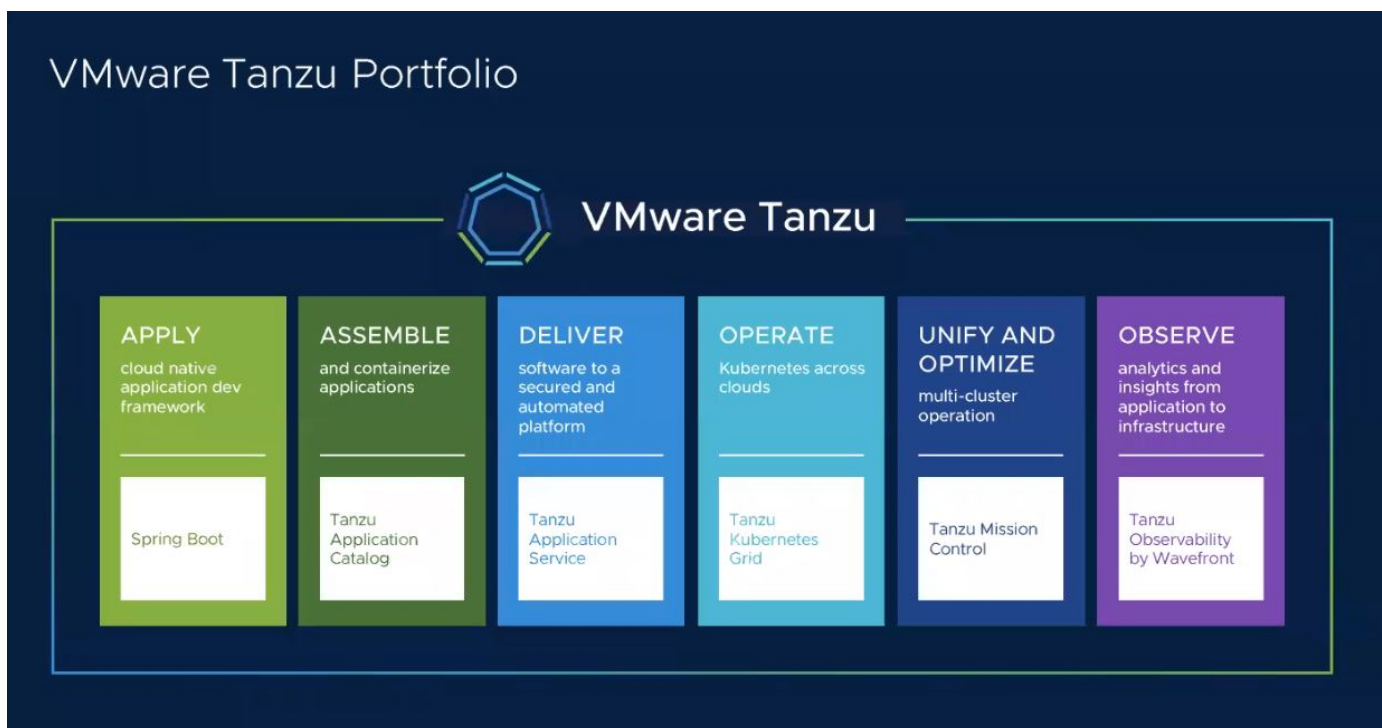 VMware Tanzu Portfolio
VMware Tanzu
APPLY
cloud native
application dev
framework
Spring Boot
ASSEMBLE
and containerize
applications
Tanzu
Application
Catalog
DELIVER
software to a
secured and
automated
platform
Tanzu
Application
Service
OPERATE
Kubernetes across
clouds
Tanzu
Kubernetes
Grid
UNIFY AND
OPTIMIZE
multi-cluster
operation
Tanzu Mission
Control
OBSERVE
analytics and
insights from
application to
infrastructure
Tanzu
Observability
by Wavefront